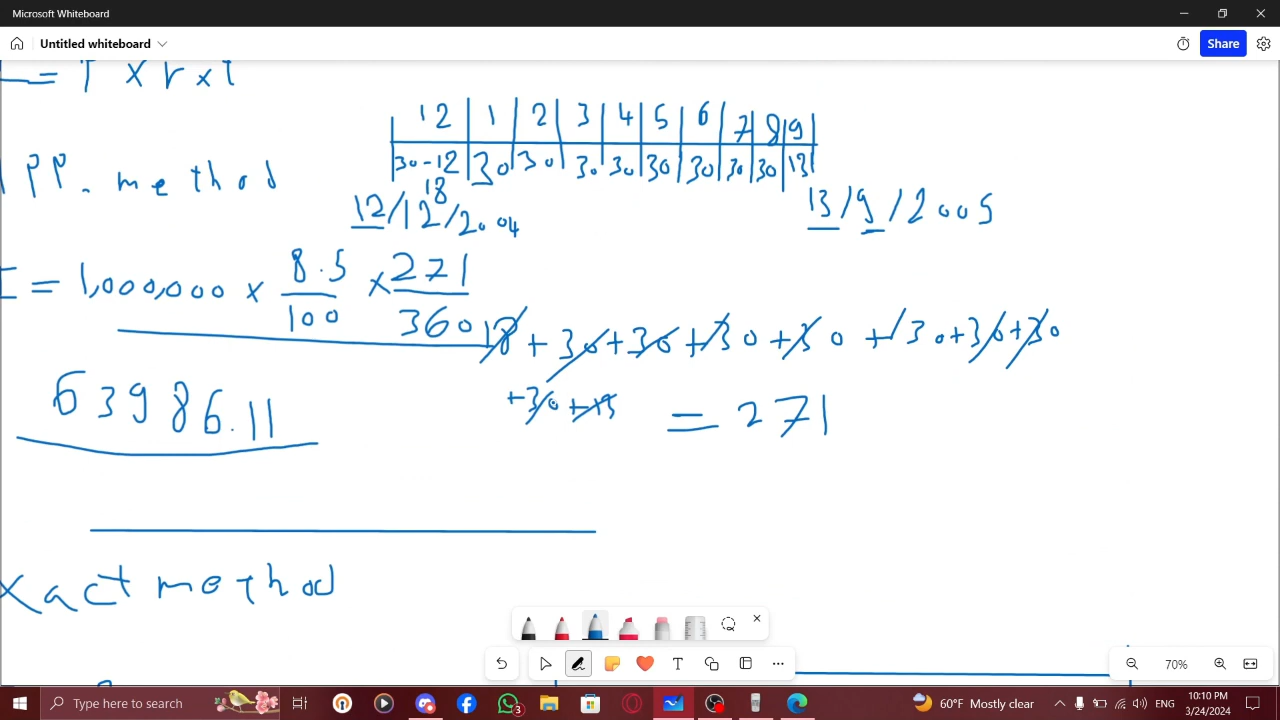 Microsoft Whiteboard
Untitled whiteboard
Share
I = P x r x t
12 | 1 | 2 | 3 | 4 | 5 | 6 | 7 | 8 | 9
30-12 | 30 | 30 | 30 | 30 | 30 | 30 | 30 | 30 | 13
18
PP. method
12/12/2004
13/9/2005
I = 1,000,000 x 8.5/100 x 271/360
18 + 30 + 30 + 30 + 30 + 30 + 30 + 30
+ 30 + 13 = 271
63986.11
xact method
70%
Type here to search
3
60°F Mostly clear
ENG
10:10 PM
3/24/2024